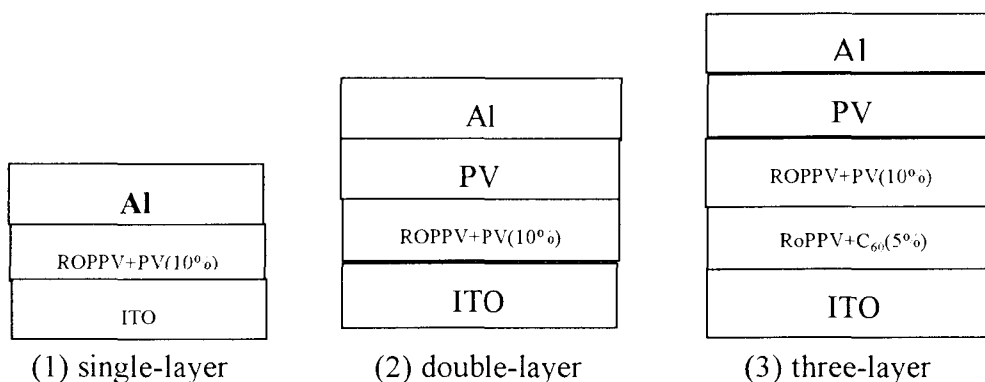 Al
ROPPV+PV(10%)
ITO
(1) single-layer
Al
PV
ROPPV+PV(10%)
ITO
(2) double-layer
Al
PV
ROPPV+PV(10%)
RoPPV+C₆₀(5%)
ITO
(3) three-layer